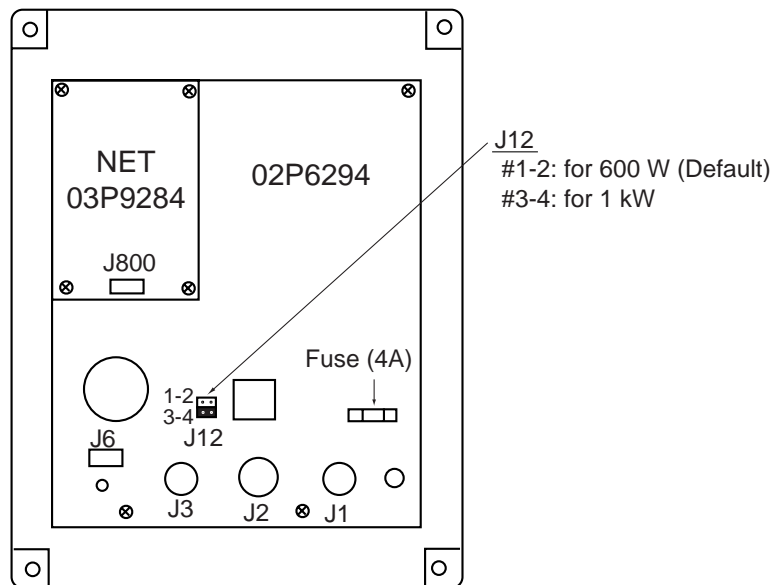 NET
03P9284
02P6294
J12
#1-2: for 600 W (Default)
#3-4: for 1 kW
J800
Fuse (4A)
1-2
3-4
J12
J6
J3
J2
J1